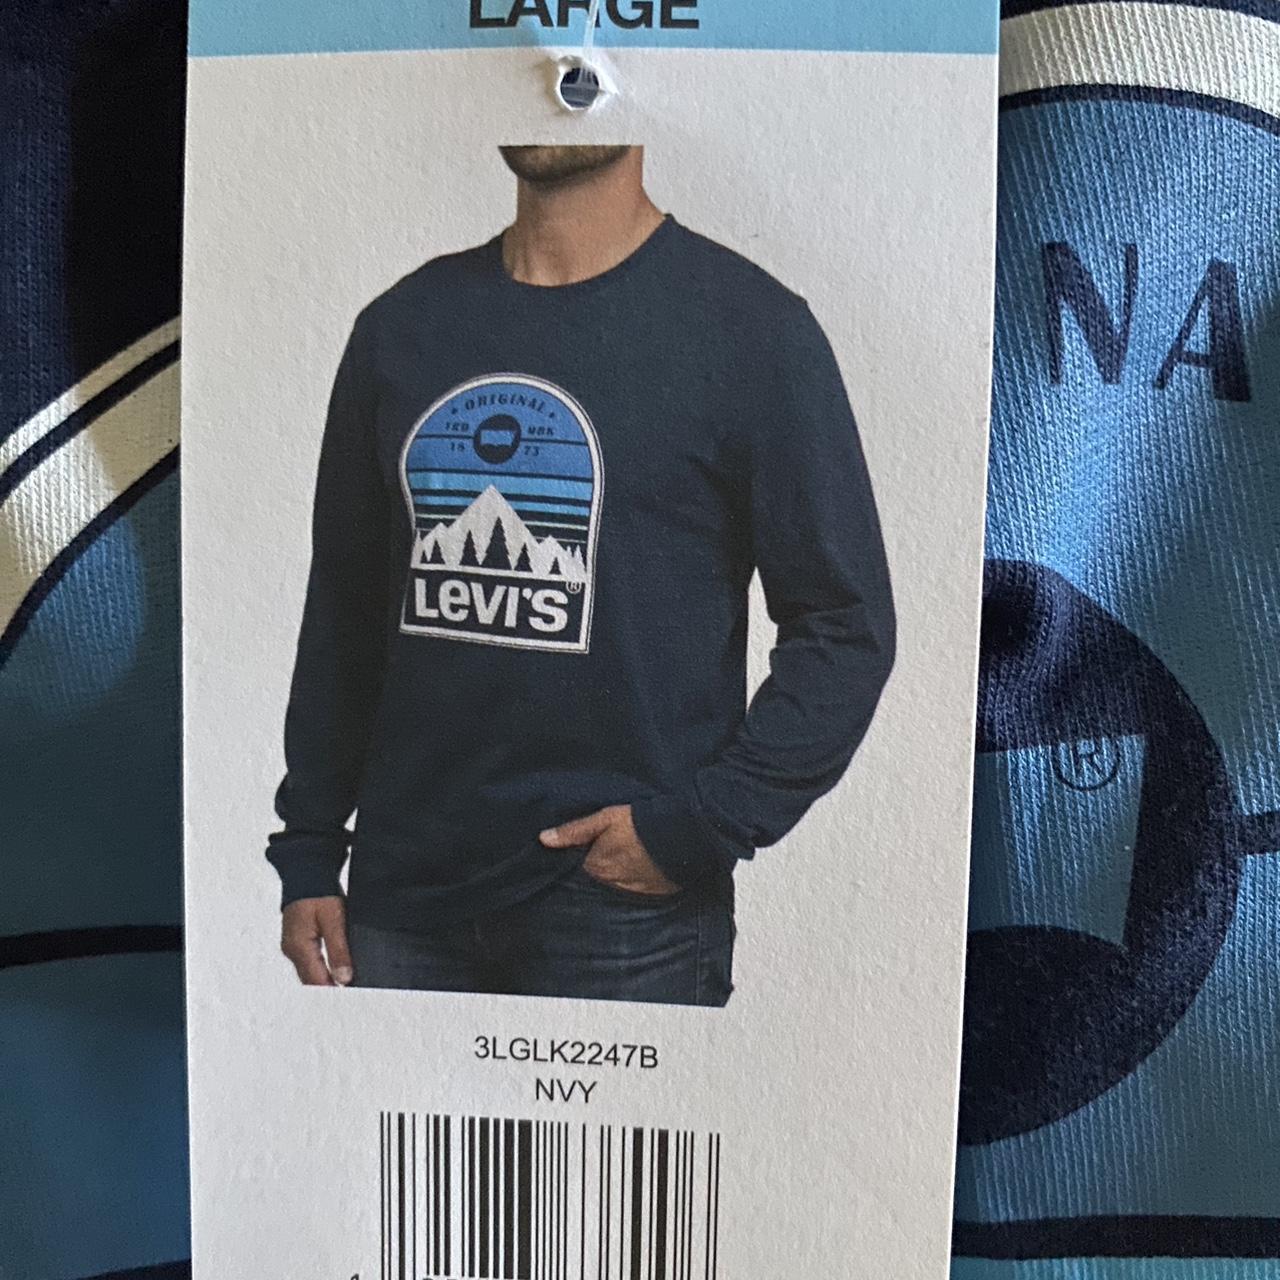 LARGE
ORIGINAL
TRD MRK
18 73
LEVI'S®
3LGLK2247B
NVY
NA
®